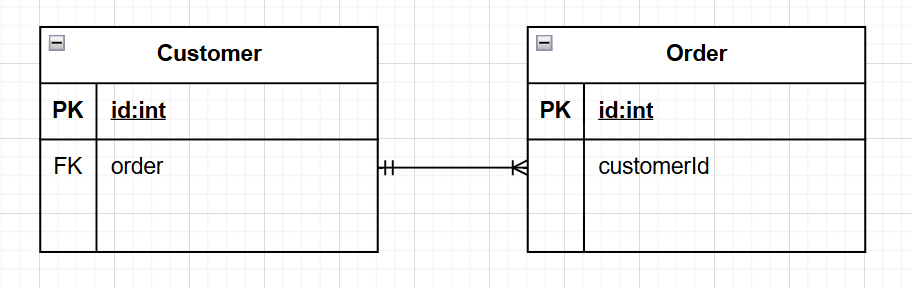 Customer
PK id:int
FK order
Order
PK id:int
customerId